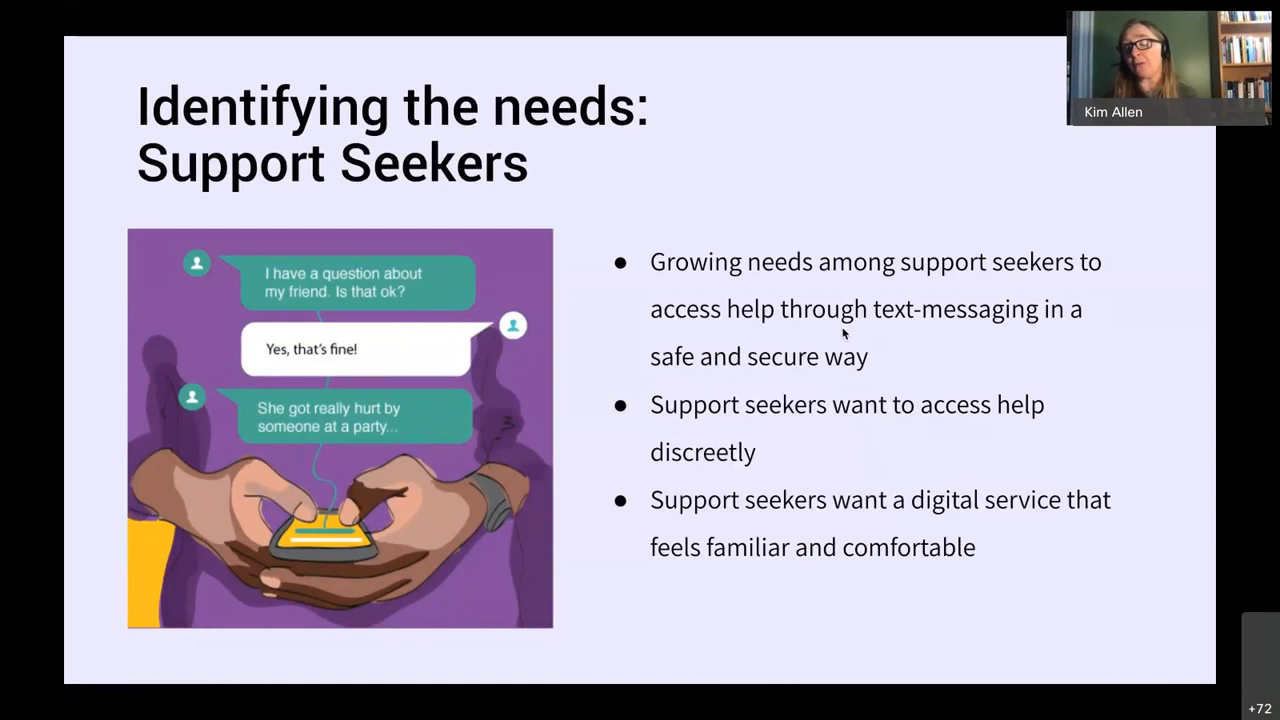 Identifying the needs:
Support Seekers
Kim Allen
I have a question about
my friend. Is that ok?
Yes, that's fine!
She got really hurt by
someone at a party...
● Growing needs among support seekers to
access help through text-messaging in a
safe and secure way
● Support seekers want to access help
discreetly
● Support seekers want a digital service that
feels familiar and comfortable
+72